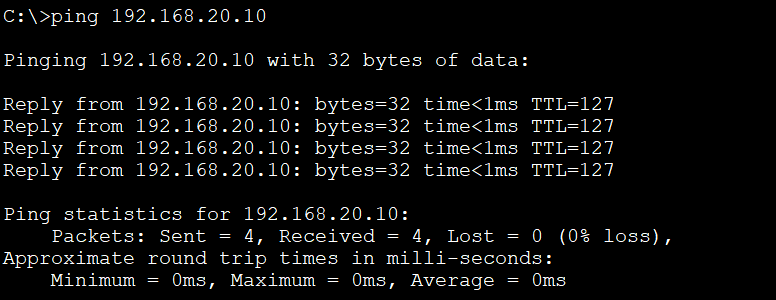 C:\>ping 192.168.20.10
Pinging 192.168.20.10 with 32 bytes of data:
Reply from 192.168.20.10: bytes=32 time<1ms TTL=127
Reply from 192.168.20.10: bytes=32 time<1ms TTL=127
Reply from 192.168.20.10: bytes=32 time<1ms TTL=127
Reply from 192.168.20.10: bytes=32 time<1ms TTL=127
Ping statistics for 192.168.20.10:
    Packets: Sent = 4, Received = 4, Lost = 0 (0% loss),
Approximate round trip times in milli-seconds:
    Minimum = 0ms, Maximum = 0ms, Average = 0ms